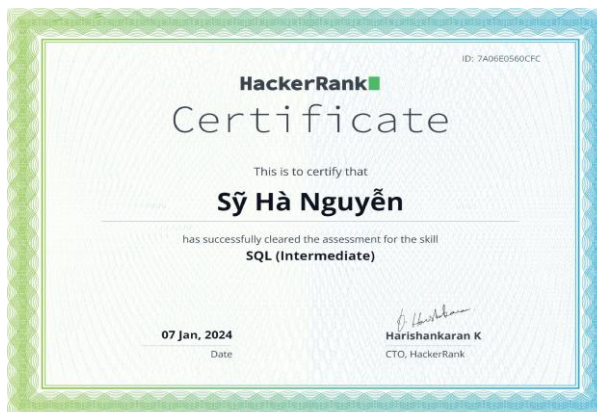 ID: 7A06E0560CFC
HackerRank
Certificate
This is to certify that
Sỹ Hà Nguyễn
has successfully cleared the assessment for the skill
SQL (Intermediate)
07 Jan, 2024
Date
Harishankaran K
CTO, HackerRank